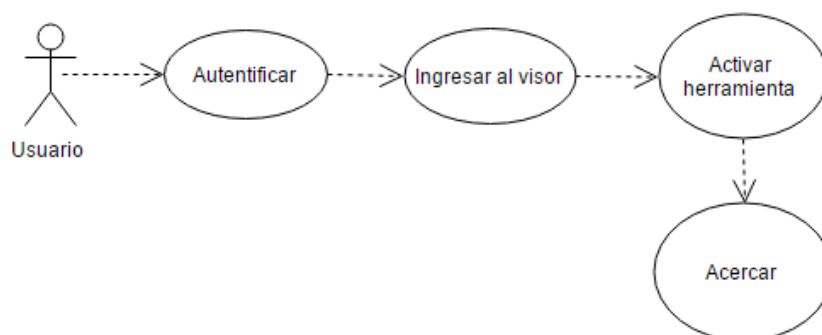 Autentificar
Ingresar al visor
Activar
herramienta
Usuario
Acercar